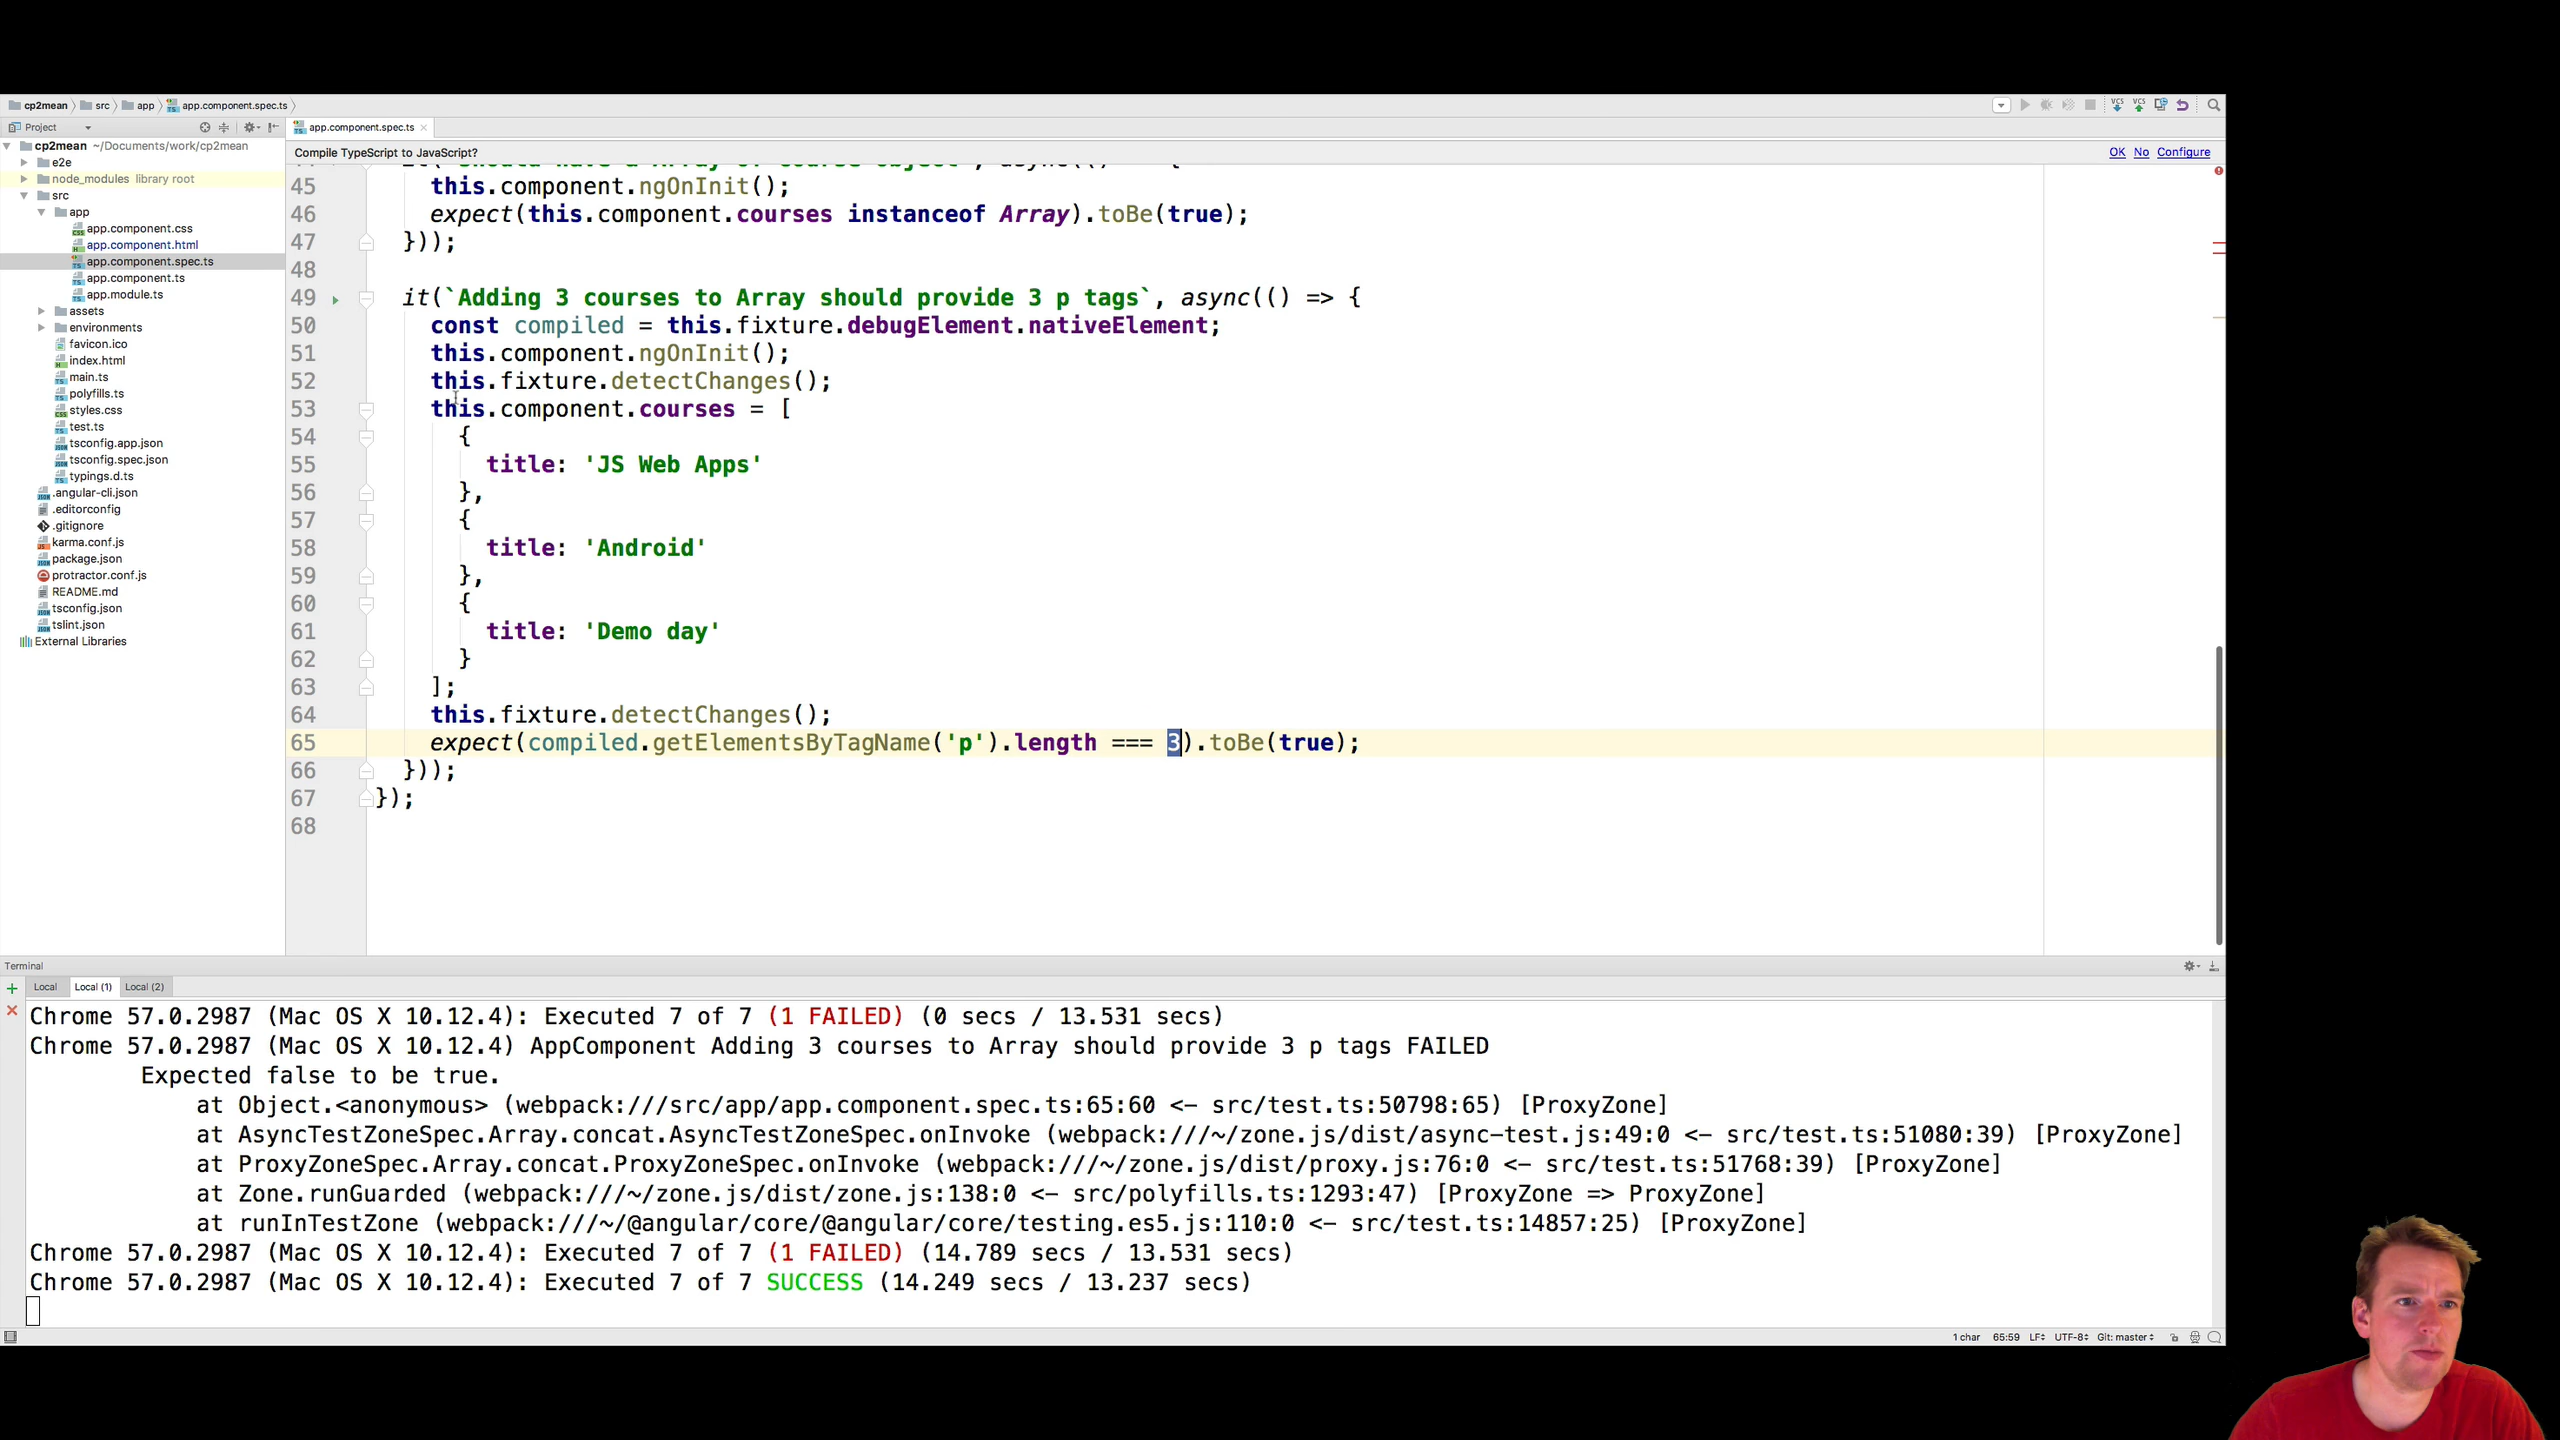 cp2mean src app app.component.spec.ts
Project
app.component.spec.ts
cp2mean ~/Documents/work/cp2mean
e2e
node_modules library root
src
app
app.component.css
app.component.html
app.component.spec.ts
app.component.ts
app.module.ts
assets
environments
favicon.ico
index.html
main.ts
polyfills.ts
styles.css
test.ts
tsconfig.app.json
tsconfig.spec.json
typings.d.ts
.angular-cli.json
.editorconfig
.gitignore
karma.conf.js
package.json
protractor.conf.js
README.md
tsconfig.json
tslint.json
External Libraries
Compile TypeScript to JavaScript? OK No Configure
45 this.component.ngOnInit();
46 expect(this.component.courses instanceof Array).toBe(true);
47 }));
48
49 it(`Adding 3 courses to Array should provide 3 p tags`, async(() => {
50 const compiled = this.fixture.debugElement.nativeElement;
51 this.component.ngOnInit();
52 this.fixture.detectChanges();
53 this.component.courses = [
54 {
55 title: 'JS Web Apps'
56 },
57 {
58 title: 'Android'
59 },
60 {
61 title: 'Demo day'
62 }
63 ];
64 this.fixture.detectChanges();
65 expect(compiled.getElementsByTagName('p').length === 3).toBe(true);
66 }));
67 });
68
Terminal
Local Local (1) Local (2)
Chrome 57.0.2987 (Mac OS X 10.12.4): Executed 7 of 7 (1 FAILED) (0 secs / 13.531 secs)
Chrome 57.0.2987 (Mac OS X 10.12.4) AppComponent Adding 3 courses to Array should provide 3 p tags FAILED
Expected false to be true.
at Object.<anonymous> (webpack:///src/app/app.component.spec.ts:65:60 <- src/test.ts:50798:65) [ProxyZone]
at AsyncTestZoneSpec.Array.concat.AsyncTestZoneSpec.onInvoke (webpack:///~/zone.js/dist/async-test.js:49:0 <- src/test.ts:51080:39) [ProxyZone]
at ProxyZoneSpec.Array.concat.ProxyZoneSpec.onInvoke (webpack:///~/zone.js/dist/proxy.js:76:0 <- src/test.ts:51768:39) [ProxyZone]
at Zone.runGuarded (webpack:///~/zone.js/dist/zone.js:138:0 <- src/polyfills.ts:1293:47) [ProxyZone => ProxyZone]
at runInTestZone (webpack:///~/@angular/core/@angular/core/testing.es5.js:110:0 <- src/test.ts:14857:25) [ProxyZone]
Chrome 57.0.2987 (Mac OS X 10.12.4): Executed 7 of 7 (1 FAILED) (14.789 secs / 13.531 secs)
Chrome 57.0.2987 (Mac OS X 10.12.4): Executed 7 of 7 SUCCESS (14.249 secs / 13.237 secs)
1 char 65:59 LF UTF-8 Git: master